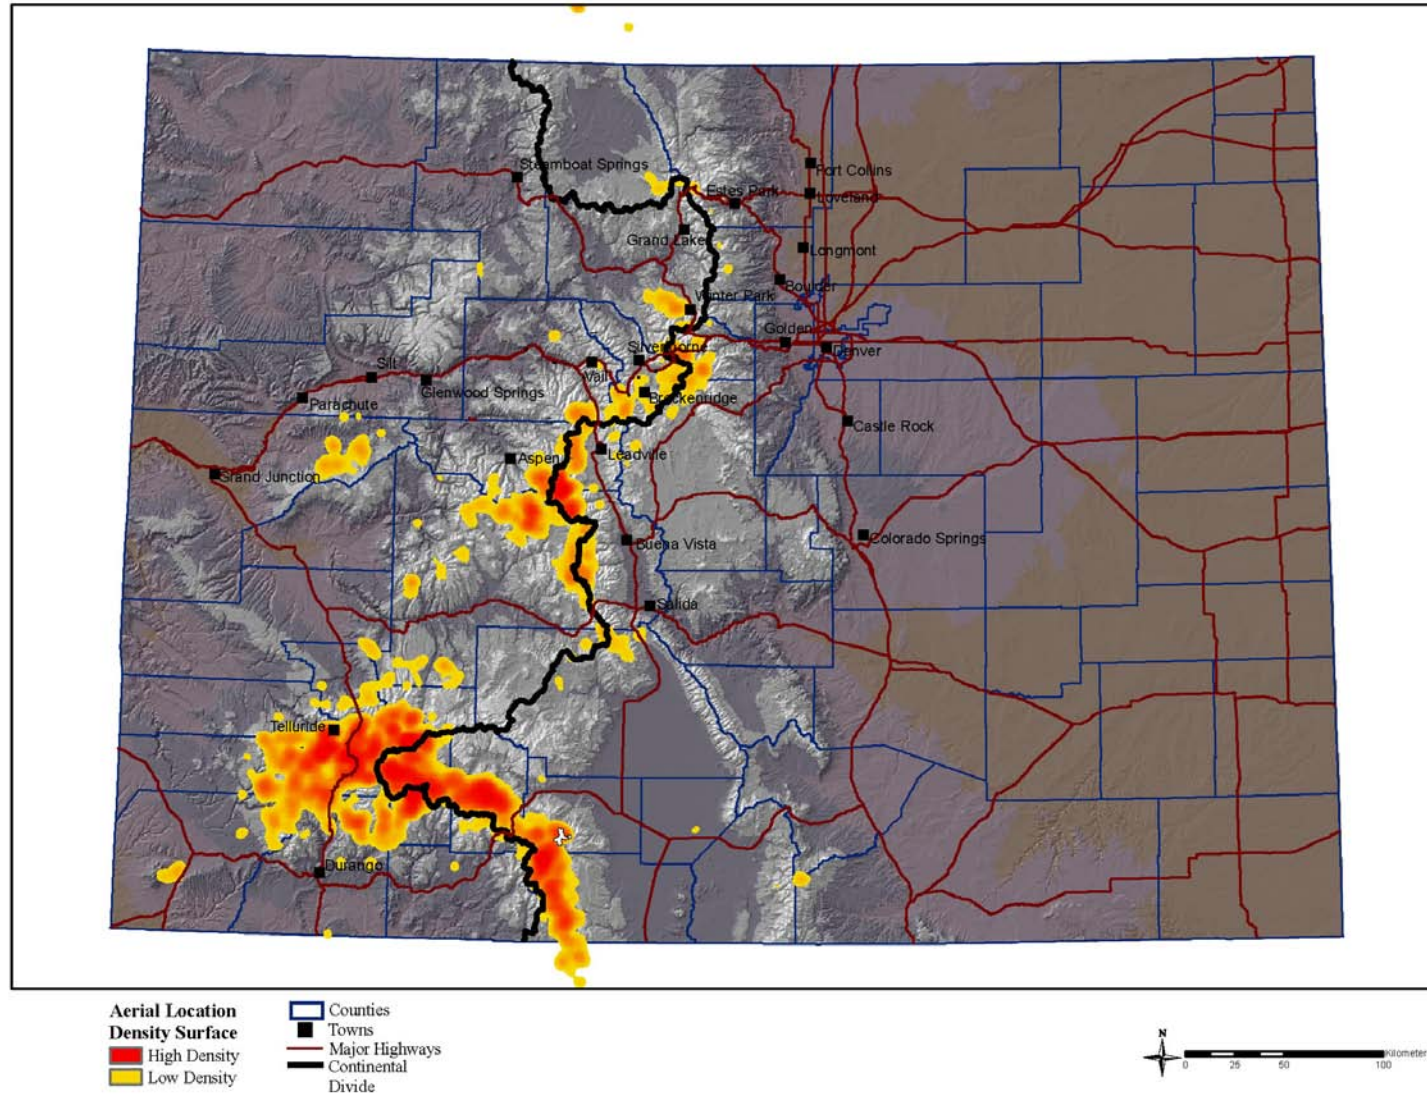 Steamboat Springs
Fort Collins
Estes Park
Loveland
Grand Lake
Longmont
Boulder
Winter Park
Golden
Silverthorne
Denver
Silt
Vail
Glenwood Springs
Breckenridge
Parachute
Castle Rock
Leadville
Aspen
Grand Junction
Colorado Springs
Buena Vista
Salida
Telluride
Durango
Aerial Location
Density Surface
High Density
Low Density
Counties
Towns
Major Highways
Continental
Divide
N
Kilometer
0 25 50 100